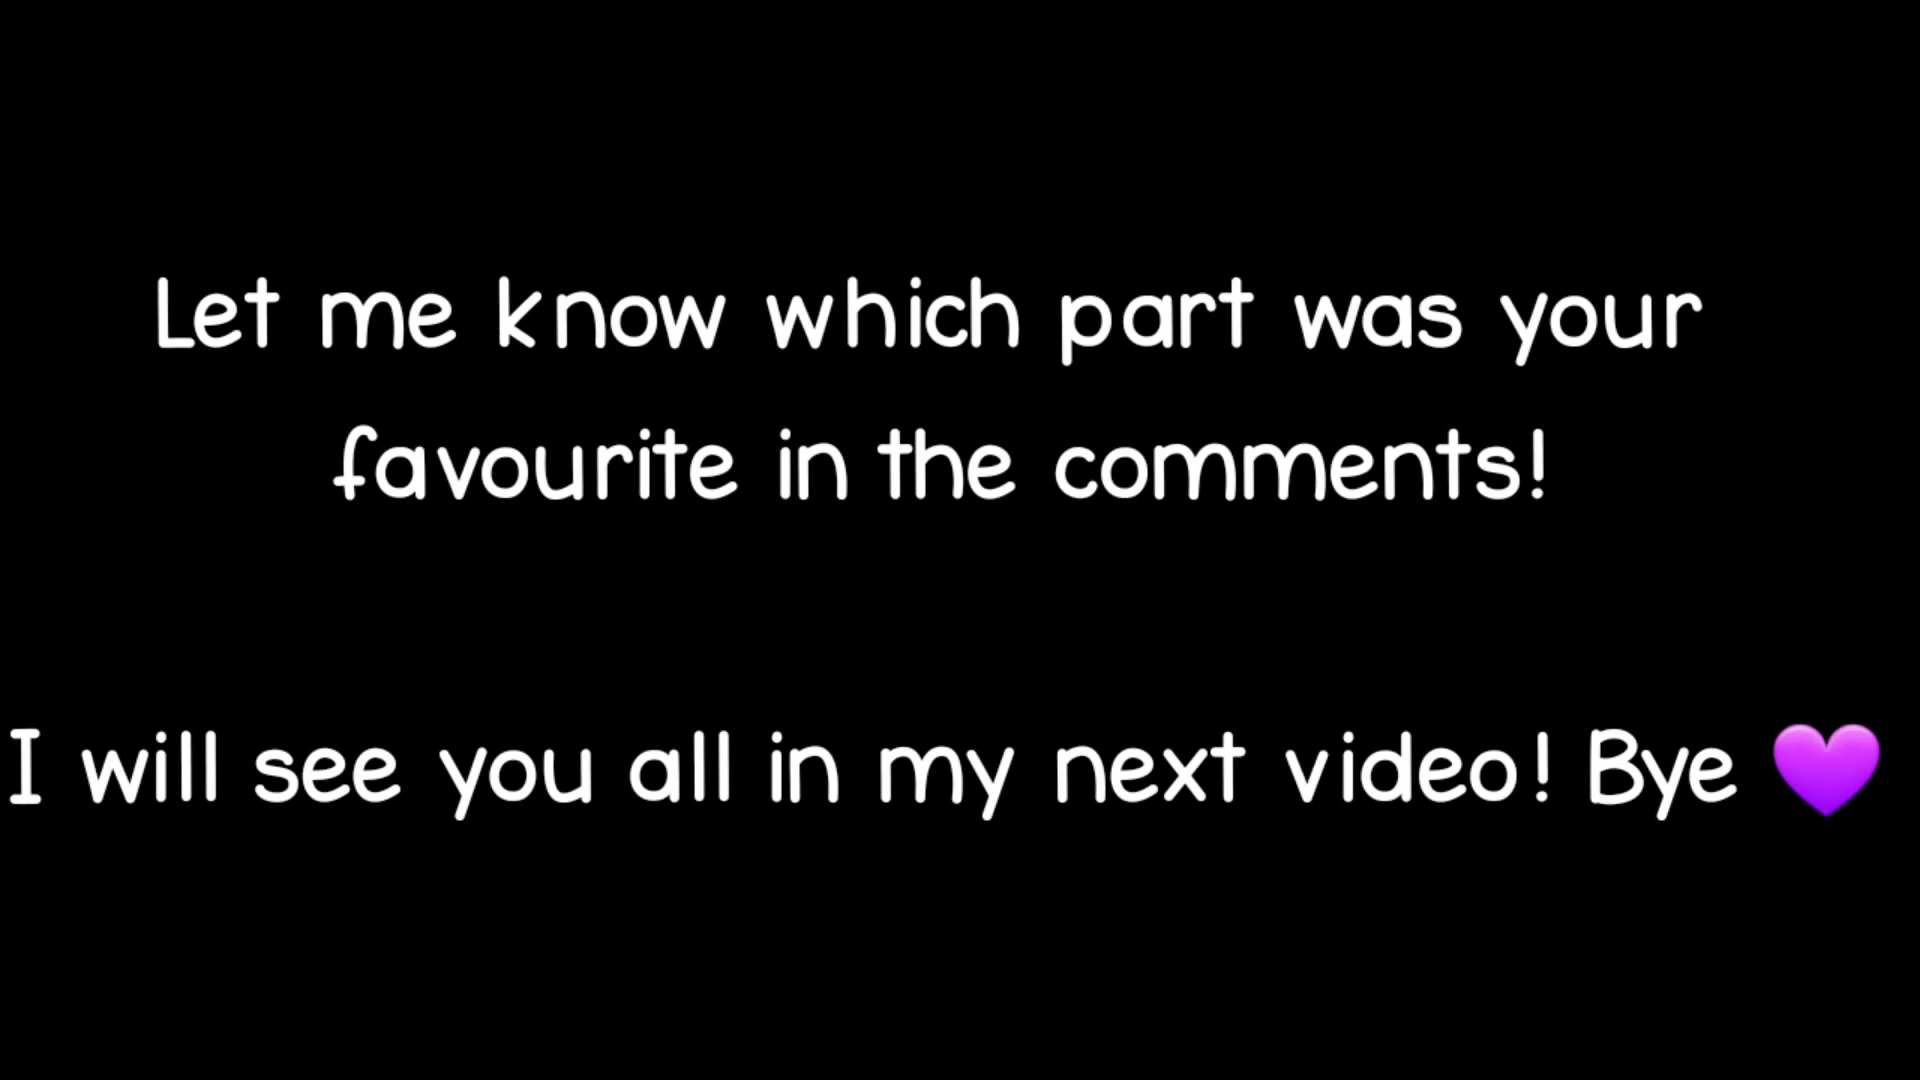 Let me know which part was your
favourite in the comments!
I will see you all in my next video! Bye 💜